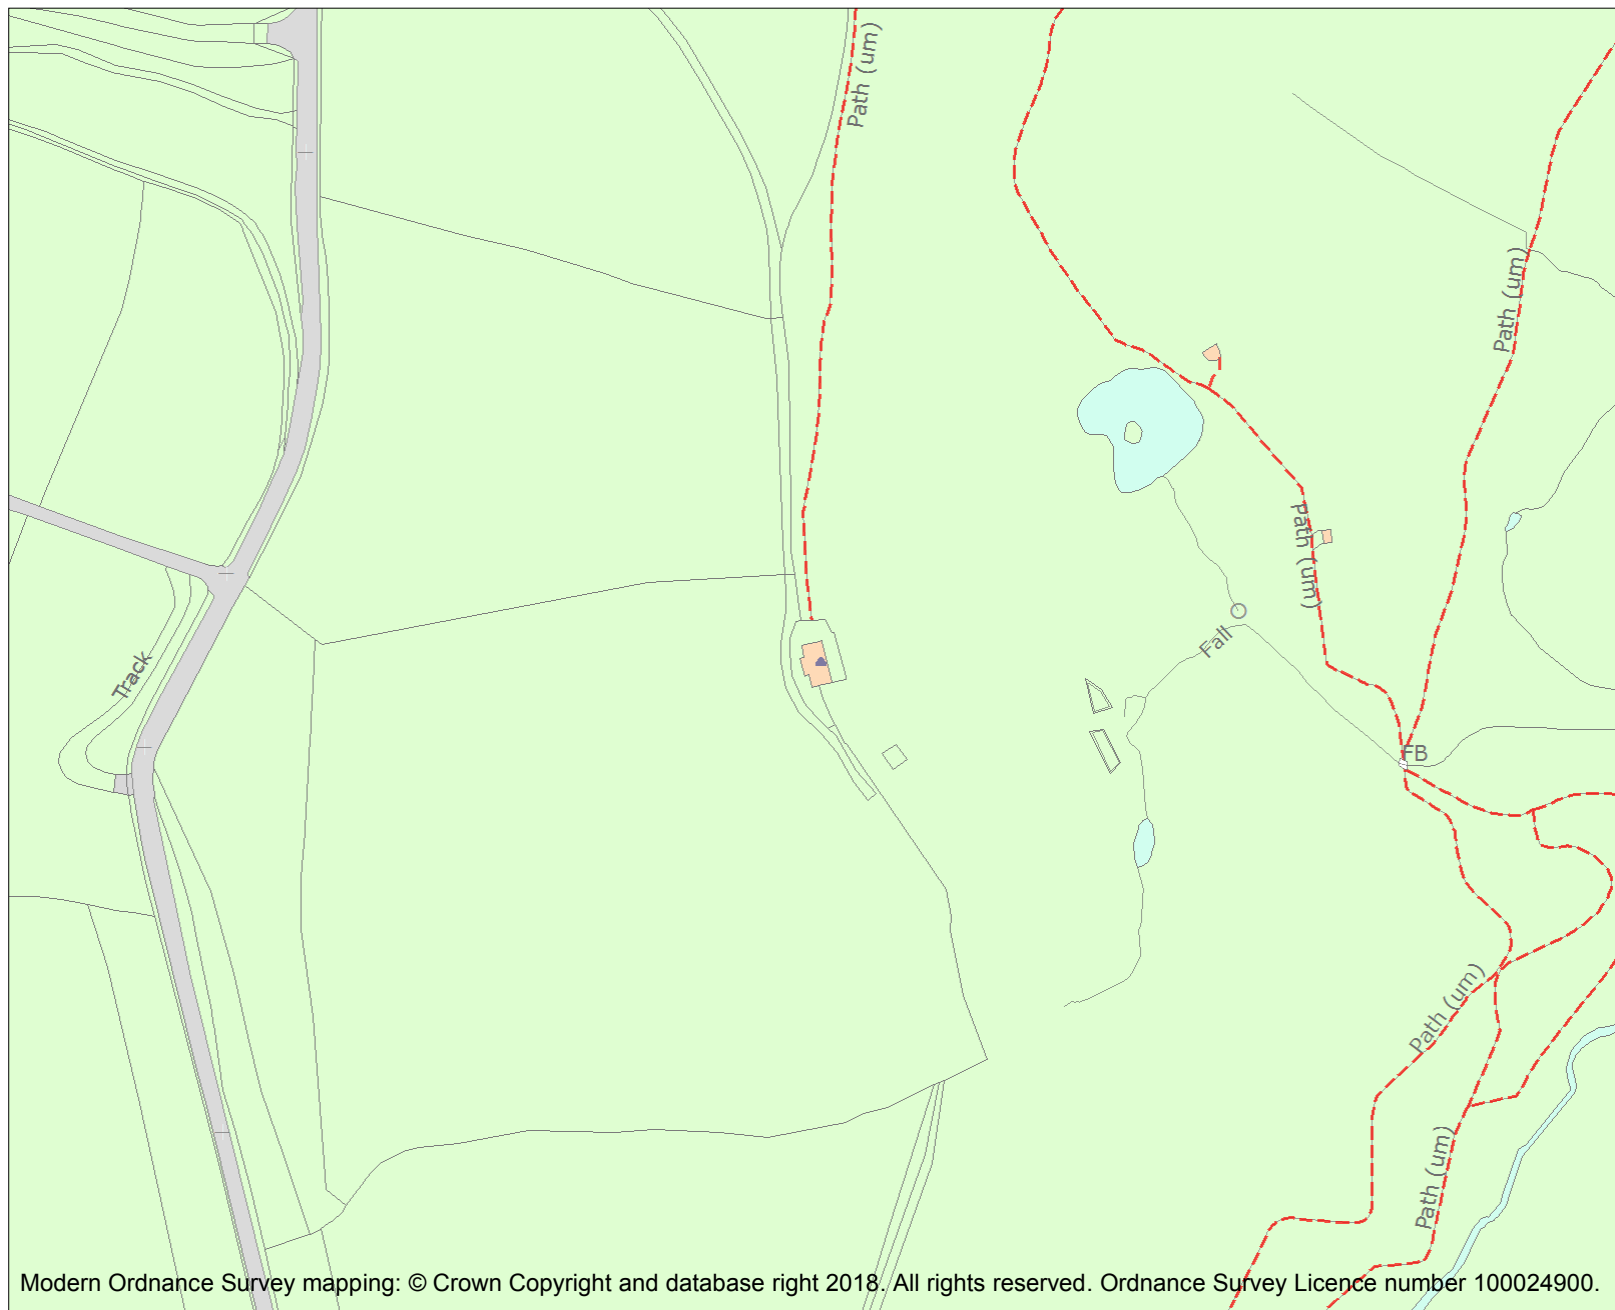 Path (um)
Path (um)
Path (um)
Fall
Track
FB
Path (um)
Path (um)
Modern Ordnance Survey mapping: © Crown Copyright and database right 2018. All rights reserved. Ordnance Survey Licence number 100024900.